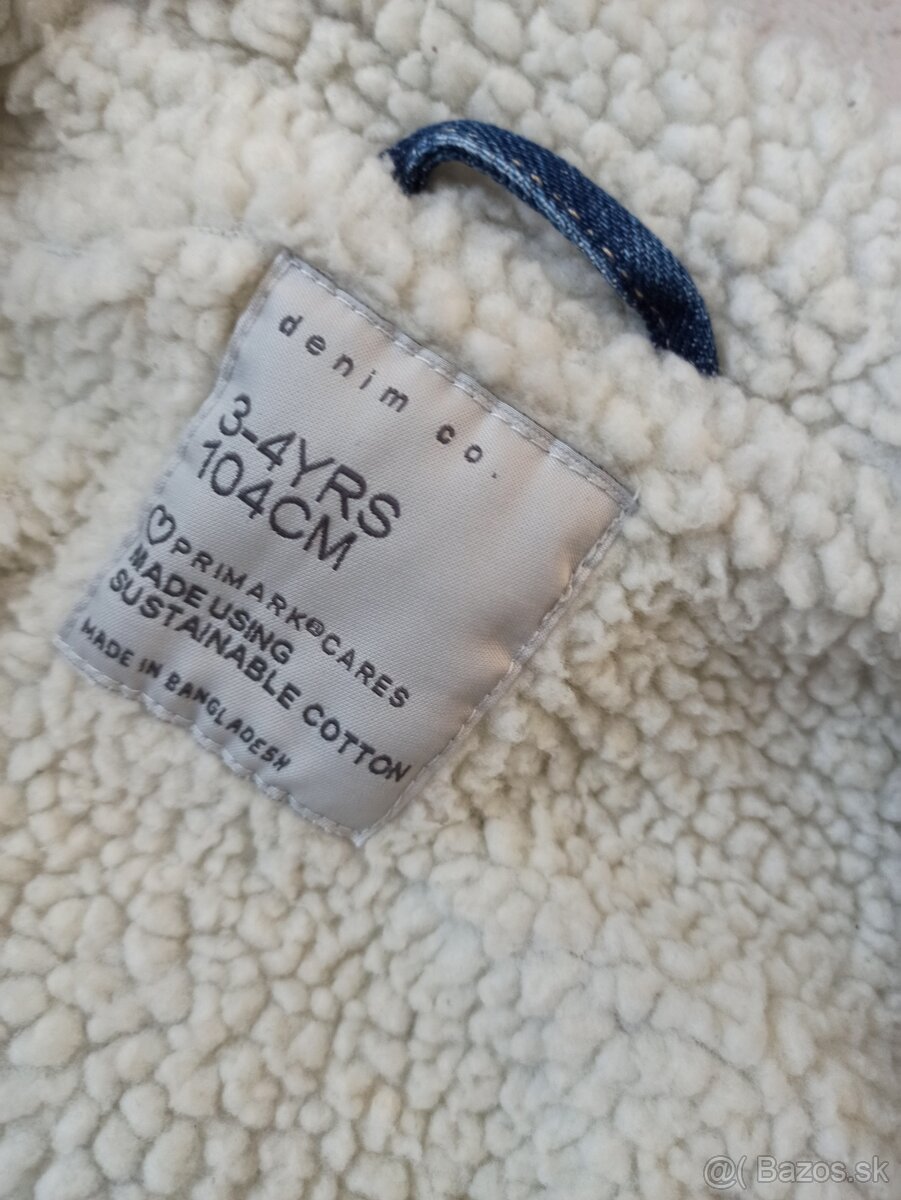 denim co.
3-4YRS
104CM
♡PRIMARK®CARES
MADE USING
SUSTAINABLE COTTON
MADE IN BANGLADESH
@( Bazos.sk